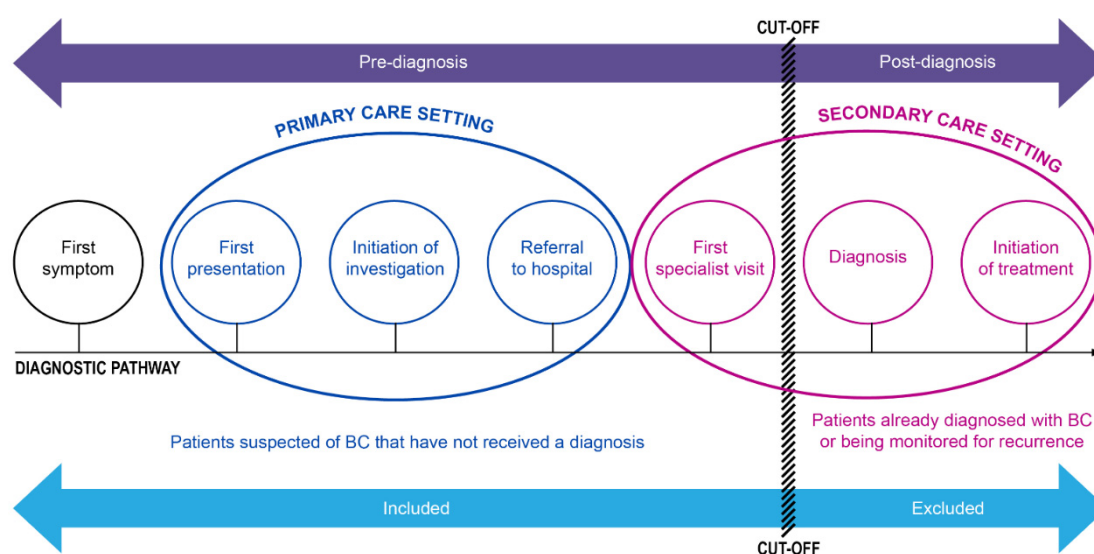 CUT-OFF
Pre-diagnosis
Post-diagnosis
PRIMARY CARE SETTING
SECONDARY CARE SETTING
First
symptom
First
presentation
Initiation of
investigation
Referral
to hospital
First
specialist visit
Diagnosis
Initiation
of treatment
DIAGNOSTIC PATHWAY
Patients suspected of BC that have not received a diagnosis
Patients already diagnosed with BC
or being monitored for recurrence
Included
Excluded
CUT-OFF